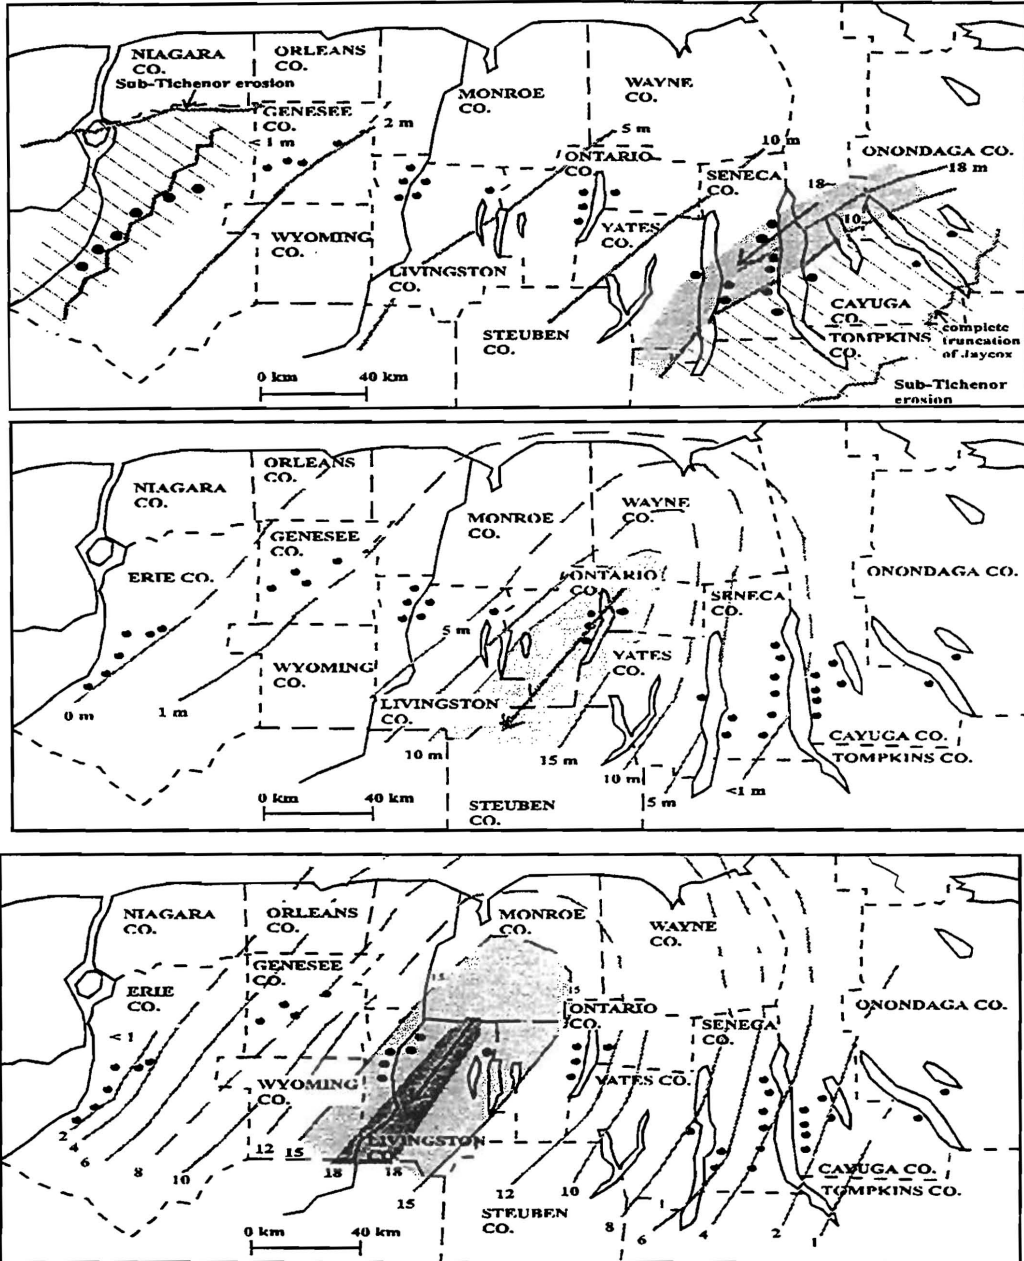 NIAGARA
CO.
ORLEANS
CO.
Sub-Tichenor erosion
GENESEE
CO.
< 1 m
2 m
MONROE
CO.
WAYNE
CO.
5 m
10 m
ONTARIO
CO.
SENECA
CO.
ONONDAGA CO.
18
18 m
10
WYOMING
CO.
YATES
CO.
LIVINGSTON
CO.
STEUBEN
CO.
CAYUGA
CO.
TOMPKINS
CO.
complete
truncation
of Jaycox
Sub-Tichenor
erosion
0 km
40 km
NIAGARA
CO.
ORLEANS
CO.
GENESEE
CO.
MONROE
CO.
WAYNE
CO.
ERIE CO.
ONTARIO
CO.
SENECA
CO.
ONONDAGA CO.
5 m
WYOMING
CO.
YATES
CO.
0 m
1 m
LIVINGSTON
CO.
10 m
15 m
10 m
5 m
<1 m
CAYUGA CO.
TOMPKINS CO.
0 km
40 km
STEUBEN
CO.
NIAGARA
CO.
ORLEANS
CO.
MONROE
CO.
WAYNE
CO.
GENESEE
CO.
ERIE
CO.
15
15
ONTARIO
CO.
SENECA
CO.
ONONDAGA CO.
< 1
WYOMING
CO.
YATES CO.
LIVINGSTON
CO.
2
4
6
8
10
12
15
18
18
15
12
10
8
6
4
2
1
CAYUGA CO.
TOMPKINS CO.
STEUBEN
CO.
0 km
40 km